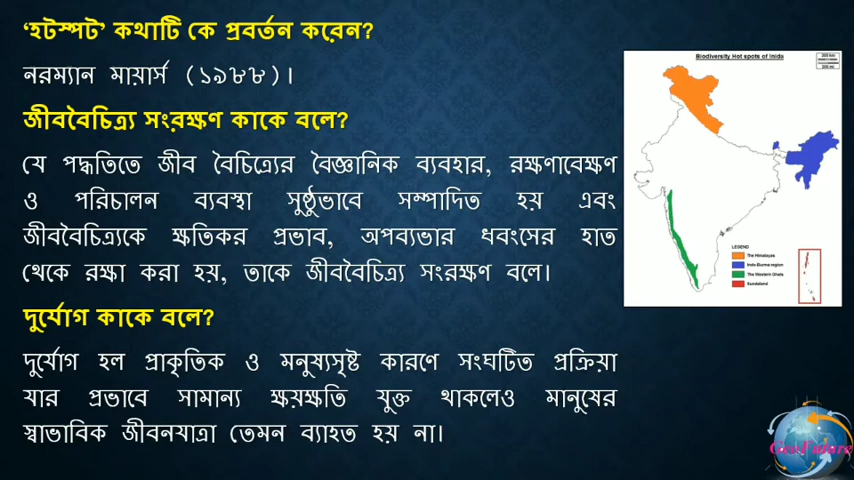 ‘হটস্পট’ কথাটি কে প্রবর্তন করেন?
নরম্যান মায়ার্স (১৯৮৮)।
জীববৈচিত্র্য সংরক্ষণ কাকে বলে?
যে পদ্ধতিতে জীব বৈচিত্র্যের বৈজ্ঞানিক ব্যবহার, রক্ষণাবেক্ষণ
ও পরিচালন ব্যবস্থা সুষ্ঠুভাবে সম্পাদিত হয় এবং
জীববৈচিত্র্যকে ক্ষতিকর প্রভাব, অপব্যভার ধবংসের হাত
থেকে রক্ষা করা হয়, তাকে জীববৈচিত্র্য সংরক্ষণ বলে।
দুর্যোগ কাকে বলে?
দুর্যোগ হল প্রাকৃতিক ও মনুষ্যসৃষ্ট কারণে সংঘটিত প্রক্রিয়া
যার প্রভাবে সামান্য ক্ষয়ক্ষতি যুক্ত থাকলেও মানুষের
স্বাভাবিক জীবনযাত্রা তেমন ব্যাহত হয় না।
Biodiversity Hot spots of Inida
LEGEND
The Himalayas
Indo-Burma region
The Western Ghats
Sundaland
GeoFuture